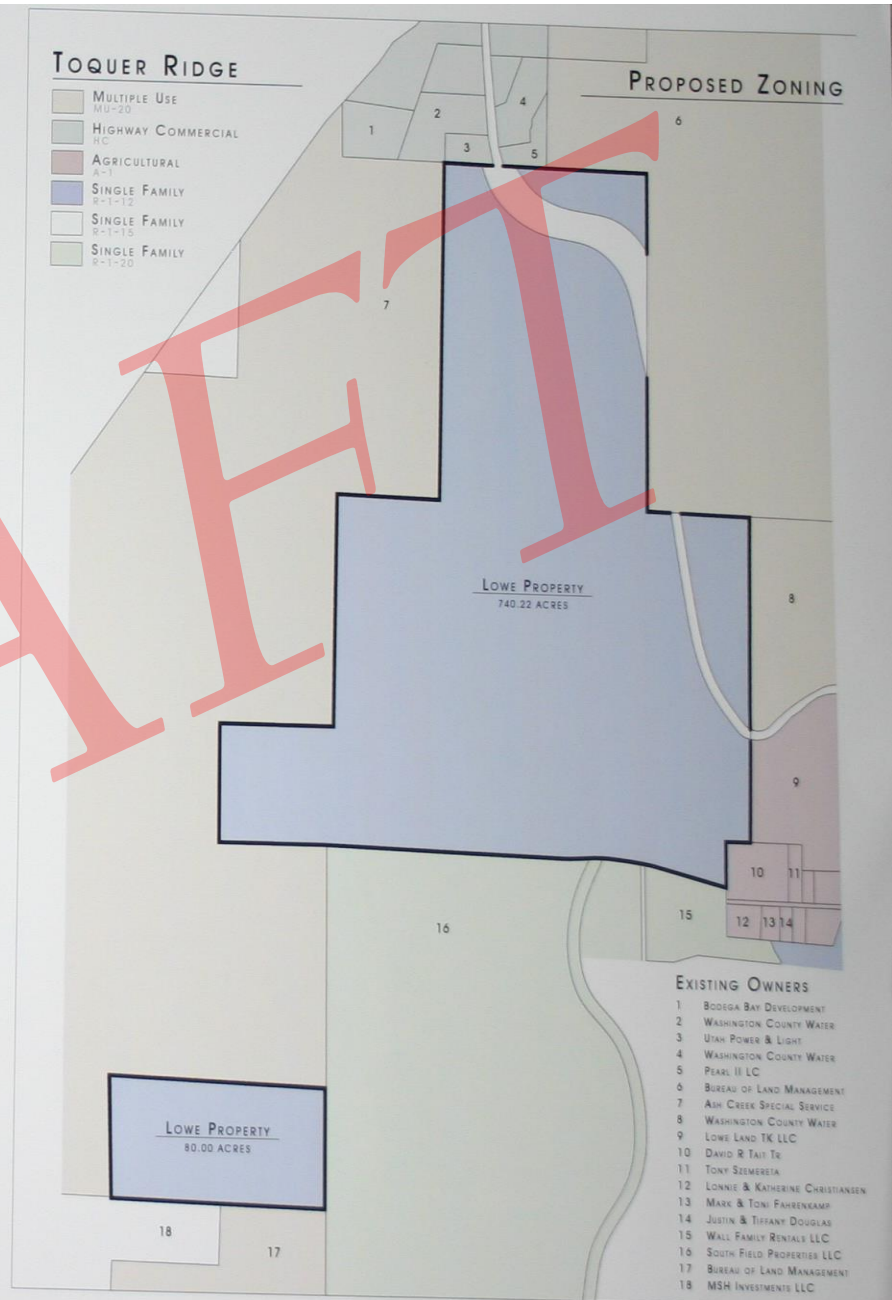 TOQUER RIDGE
PROPOSED ZONING
MULTIPLE USE
MU-20
HIGHWAY COMMERCIAL
HC
AGRICULTURAL
A-1
SINGLE FAMILY
R-1-12
SINGLE FAMILY
R-1-15
SINGLE FAMILY
R-1-20
1
2
3
4
5
6
7
LOWE PROPERTY
740.22 ACRES
8
9
10
11
12
13
14
15
16
LOWE PROPERTY
80.00 ACRES
18
17
AFT
EXISTING OWNERS
1 BODEGA BAY DEVELOPMENT
2 WASHINGTON COUNTY WATER
3 UTAH POWER & LIGHT
4 WASHINGTON COUNTY WATER
5 PEARL II LC
6 BUREAU OF LAND MANAGEMENT
7 ASH CREEK SPECIAL SERVICE
8 WASHINGTON COUNTY WATER
9 LOWE LAND TK LLC
10 DAVID R TAIT TR
11 TONY SZEMERETA
12 LONNIE & KATHERINE CHRISTIANSEN
13 MARK & TONI FAHRENKAMP
14 JUSTIN & TIFFANY DOUGLAS
15 WALL FAMILY RENTALS LLC
16 SOUTH FIELD PROPERTIES LLC
17 BUREAU OF LAND MANAGEMENT
18 MSH INVESTMENTS LLC